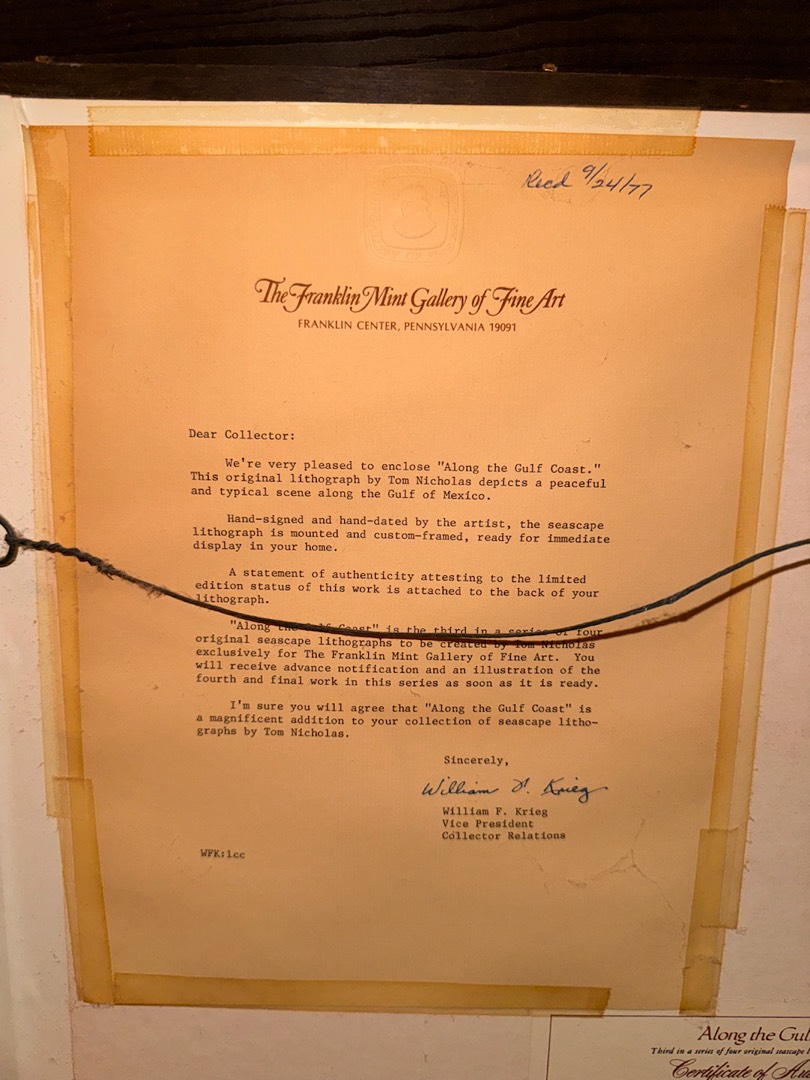 Recd 9/24/77
The Franklin Mint Gallery of Fine Art
FRANKLIN CENTER, PENNSYLVANIA 19091
Dear Collector:
We're very pleased to enclose "Along the Gulf Coast."
This original lithograph by Tom Nicholas depicts a peaceful
and typical scene along the Gulf of Mexico.
Hand-signed and hand-dated by the artist, the seascape
lithograph is mounted and custom-framed, ready for immediate
display in your home.
A statement of authenticity attesting to the limited
edition status of this work is attached to the back of your
lithograph.
"Along the Gulf Coast" is the third in a series of four
original seascape lithographs to be created by Tom Nicholas
exclusively for The Franklin Mint Gallery of Fine Art. You
will receive advance notification and an illustration of the
fourth and final work in this series as soon as it is ready.
I'm sure you will agree that "Along the Gulf Coast" is
a magnificent addition to your collection of seascape litho-
graphs by Tom Nicholas.
Sincerely,
William F. Krieg
William F. Krieg
Vice President
Collector Relations
WFK:lcc
Along the Gul
Third in a series of four original seascape l
Certificate of Au